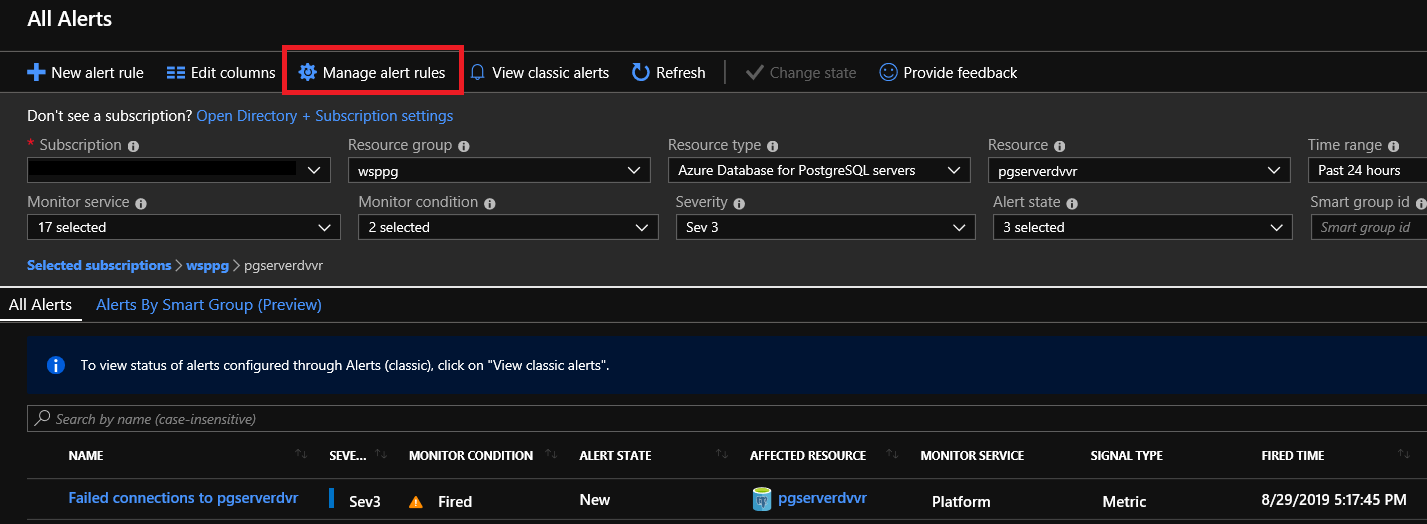 All Alerts
New alert rule Edit columns Manage alert rules View classic alerts Refresh Change state Provide feedback
Don't see a subscription? Open Directory + Subscription settings
* Subscription Resource group Resource type Resource Time range
wsppg Azure Database for PostgreSQL servers pgserverdvvr Past 24 hours
Monitor service Monitor condition Severity Alert state Smart group id
17 selected 2 selected Sev 3 3 selected Smart group id
Selected subscriptions > wsppg > pgserverdvvr
All Alerts Alerts By Smart Group (Preview)
To view status of alerts configured through Alerts (classic), click on "View classic alerts".
Search by name (case-insensitive)
NAME SEVE... MONITOR CONDITION ALERT STATE AFFECTED RESOURCE MONITOR SERVICE SIGNAL TYPE FIRED TIME
Failed connections to pgserverdvr Sev3 Fired New pgserverdvvr Platform Metric 8/29/2019 5:17:45 PM